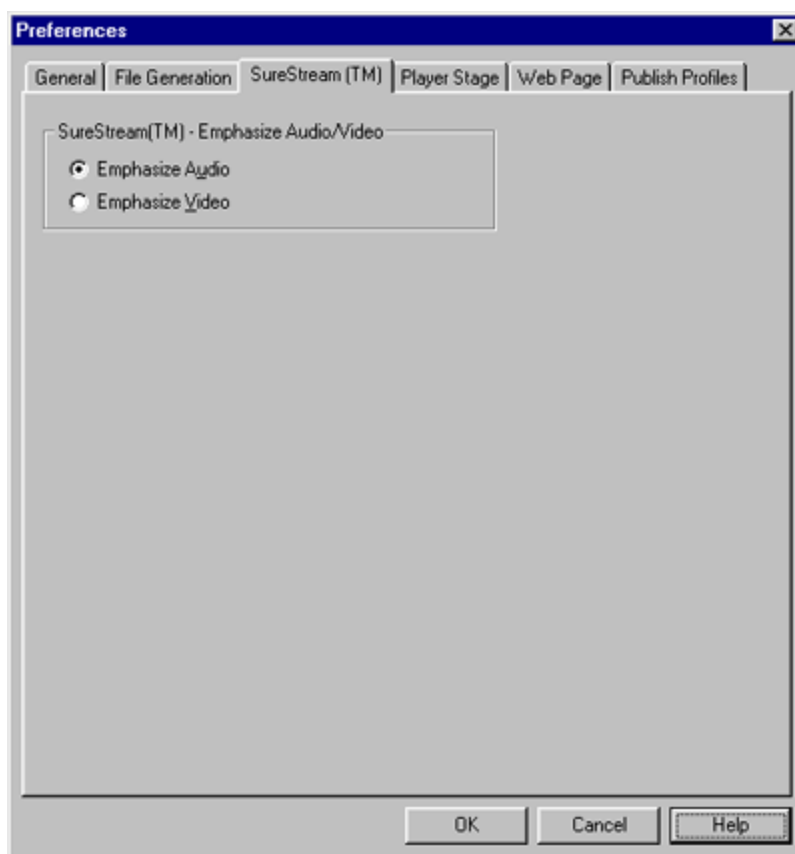 Preferences
General File Generation SureStream (TM) Player Stage Web Page Publish Profiles
SureStream(TM) - Emphasize Audio/Video
Emphasize Audio
Emphasize Video
OK Cancel Help